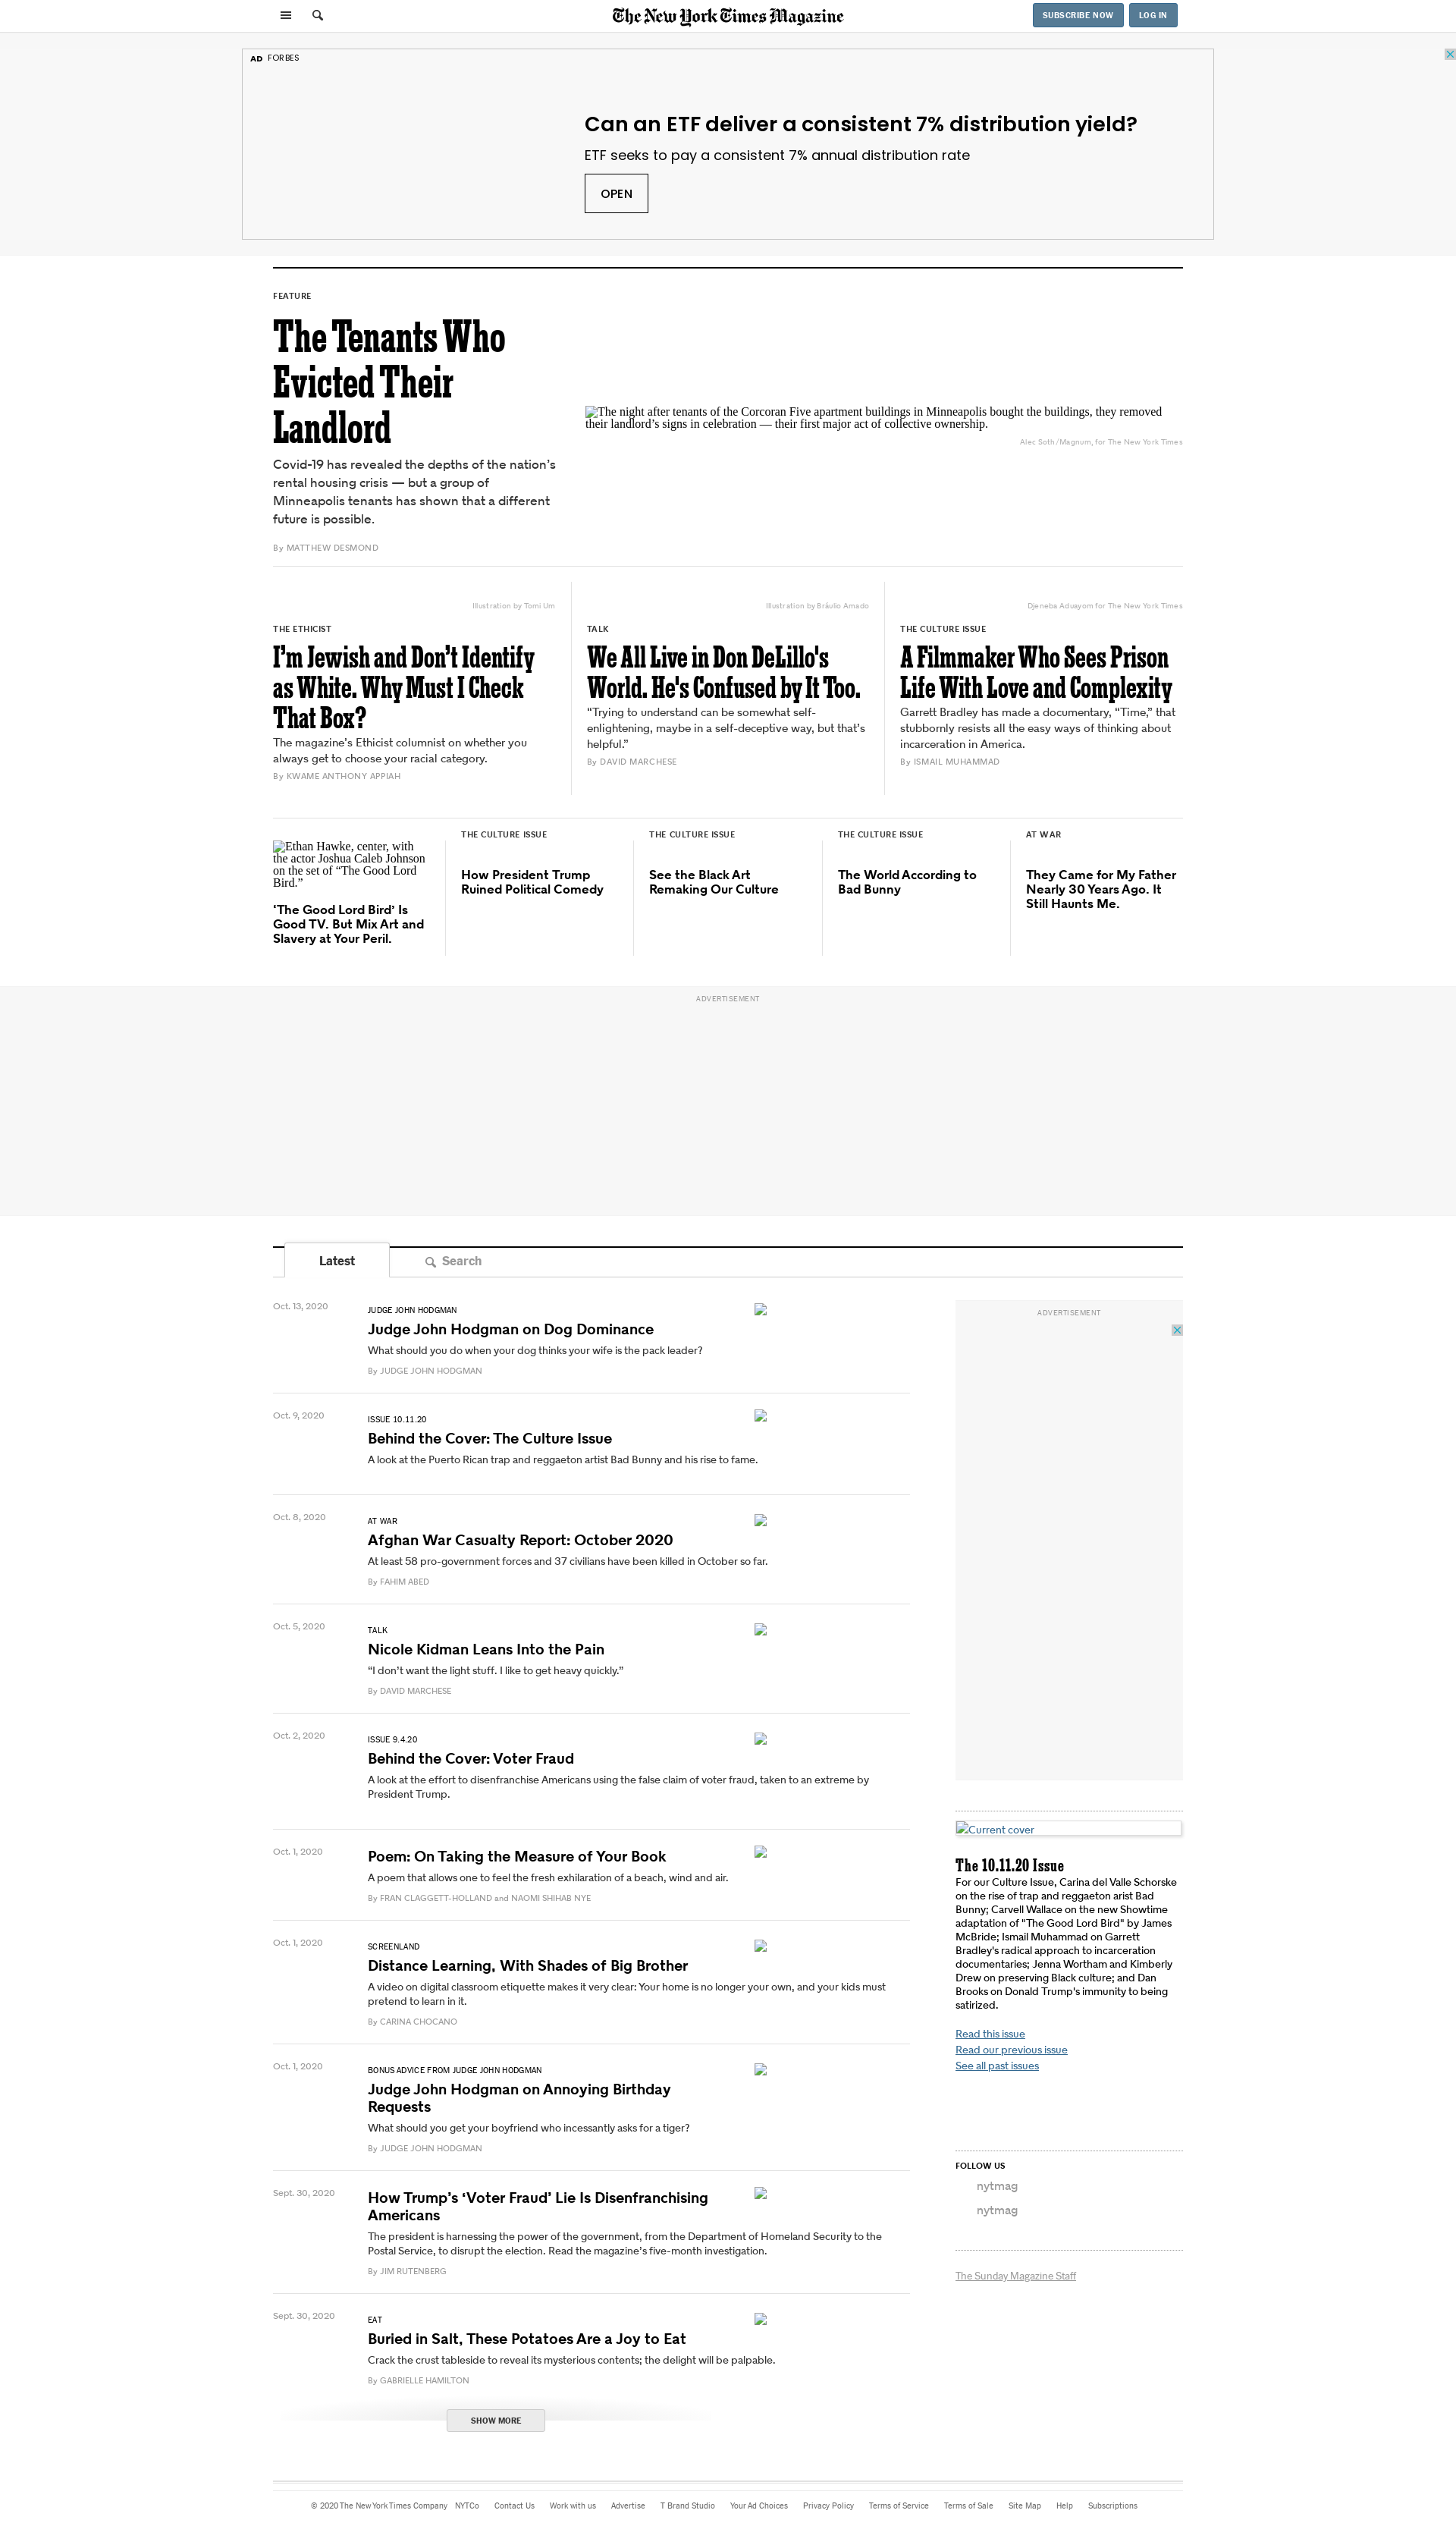 The New York Times Magazine
SUBSCRIBE NOW
LOG IN
AD FORBES
Can an ETF deliver a consistent 7% distribution yield?
ETF seeks to pay a consistent 7% annual distribution rate
OPEN
FEATURE
The Tenants Who
Evicted Their
Landlord
Covid-19 has revealed the depths of the nation’s
rental housing crisis — but a group of
Minneapolis tenants has shown that a different
future is possible.
By MATTHEW DESMOND
The night after tenants of the Corcoran Five apartment buildings in Minneapolis bought the buildings, they removed
their landlord’s signs in celebration — their first major act of collective ownership.
Alec Soth/Magnum, for The New York Times
Illustration by Tomi Um
THE ETHICIST
I’m Jewish and Don’t Identify
as White. Why Must I Check
That Box?
The magazine’s Ethicist columnist on whether you
always get to choose your racial category.
By KWAME ANTHONY APPIAH
Illustration by Bráulio Amado
TALK
We All Live in Don DeLillo's
World. He's Confused by It Too.
“Trying to understand can be somewhat self-
enlightening, maybe in a self-deceptive way, but that’s
helpful.”
By DAVID MARCHESE
Djeneba Aduayom for The New York Times
THE CULTURE ISSUE
A Filmmaker Who Sees Prison
Life With Love and Complexity
Garrett Bradley has made a documentary, “Time,” that
stubbornly resists all the easy ways of thinking about
incarceration in America.
By ISMAIL MUHAMMAD
Ethan Hawke, center, with
the actor Joshua Caleb Johnson
on the set of “The Good Lord
Bird.”
‘The Good Lord Bird’ Is
Good TV. But Mix Art and
Slavery at Your Peril.
THE CULTURE ISSUE
How President Trump
Ruined Political Comedy
THE CULTURE ISSUE
See the Black Art
Remaking Our Culture
THE CULTURE ISSUE
The World According to
Bad Bunny
AT WAR
They Came for My Father
Nearly 30 Years Ago. It
Still Haunts Me.
ADVERTISEMENT
Latest
Search
Oct. 13, 2020
JUDGE JOHN HODGMAN
Judge John Hodgman on Dog Dominance
What should you do when your dog thinks your wife is the pack leader?
By JUDGE JOHN HODGMAN
Oct. 9, 2020
ISSUE 10.11.20
Behind the Cover: The Culture Issue
A look at the Puerto Rican trap and reggaeton artist Bad Bunny and his rise to fame.
Oct. 8, 2020
AT WAR
Afghan War Casualty Report: October 2020
At least 58 pro-government forces and 37 civilians have been killed in October so far.
By FAHIM ABED
Oct. 5, 2020
TALK
Nicole Kidman Leans Into the Pain
“I don’t want the light stuff. I like to get heavy quickly.”
By DAVID MARCHESE
Oct. 2, 2020
ISSUE 9.4.20
Behind the Cover: Voter Fraud
A look at the effort to disenfranchise Americans using the false claim of voter fraud, taken to an extreme by
President Trump.
Oct. 1, 2020
Poem: On Taking the Measure of Your Book
A poem that allows one to feel the fresh exhilaration of a beach, wind and air.
By FRAN CLAGGETT-HOLLAND and NAOMI SHIHAB NYE
Oct. 1, 2020
SCREENLAND
Distance Learning, With Shades of Big Brother
A video on digital classroom etiquette makes it very clear: Your home is no longer your own, and your kids must
pretend to learn in it.
By CARINA CHOCANO
Oct. 1, 2020
BONUS ADVICE FROM JUDGE JOHN HODGMAN
Judge John Hodgman on Annoying Birthday
Requests
What should you get your boyfriend who incessantly asks for a tiger?
By JUDGE JOHN HODGMAN
Sept. 30, 2020
How Trump’s ‘Voter Fraud’ Lie Is Disenfranchising
Americans
The president is harnessing the power of the government, from the Department of Homeland Security to the
Postal Service, to disrupt the election. Read the magazine’s five-month investigation.
By JIM RUTENBERG
Sept. 30, 2020
EAT
Buried in Salt, These Potatoes Are a Joy to Eat
Crack the crust tableside to reveal its mysterious contents; the delight will be palpable.
By GABRIELLE HAMILTON
SHOW MORE
ADVERTISEMENT
Current cover
The 10.11.20 Issue
For our Culture Issue, Carina del Valle Schorske
on the rise of trap and reggaeton arist Bad
Bunny; Carvell Wallace on the new Showtime
adaptation of "The Good Lord Bird" by James
McBride; Ismail Muhammad on Garrett
Bradley's radical approach to incarceration
documentaries; Jenna Wortham and Kimberly
Drew on preserving Black culture; and Dan
Brooks on Donald Trump's immunity to being
satirized.
Read this issue
Read our previous issue
See all past issues
FOLLOW US
nytmag
nytmag
The Sunday Magazine Staff
© 2020 The New York Times Company NYTCo Contact Us Work with us Advertise T Brand Studio Your Ad Choices Privacy Policy Terms of Service Terms of Sale Site Map Help Subscriptions